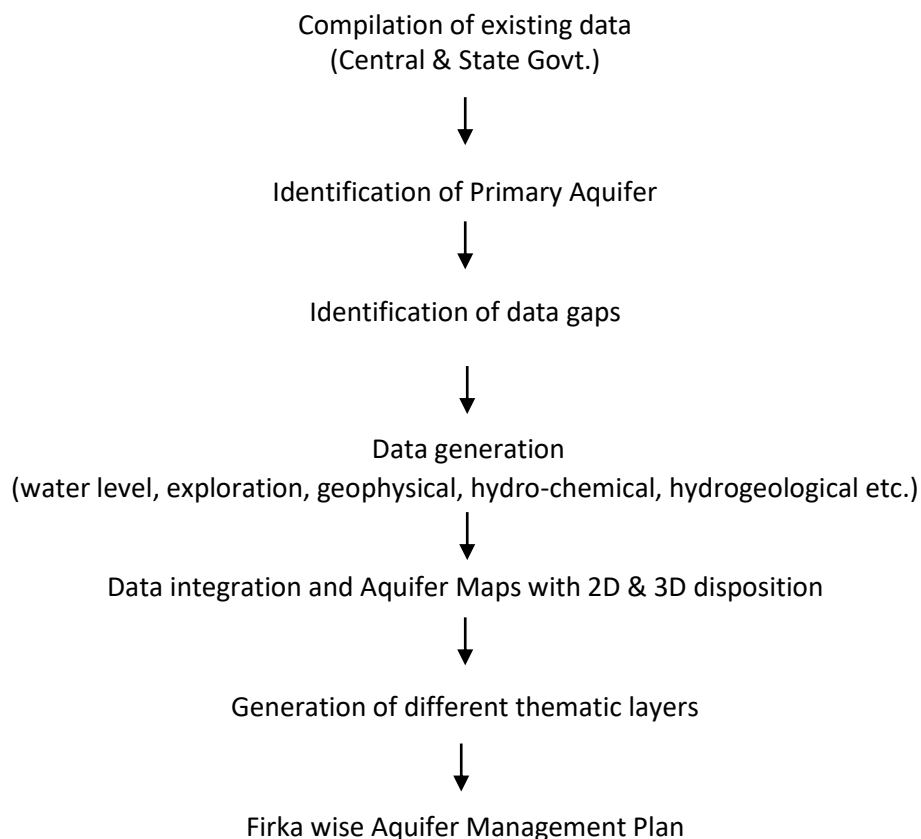 Compilation of existing data
(Central & State Govt.)
Identification of Primary Aquifer
Identification of data gaps
Data generation
(water level, exploration, geophysical, hydro-chemical, hydrogeological etc.)
Data integration and Aquifer Maps with 2D & 3D disposition
Generation of different thematic layers
Firka wise Aquifer Management Plan